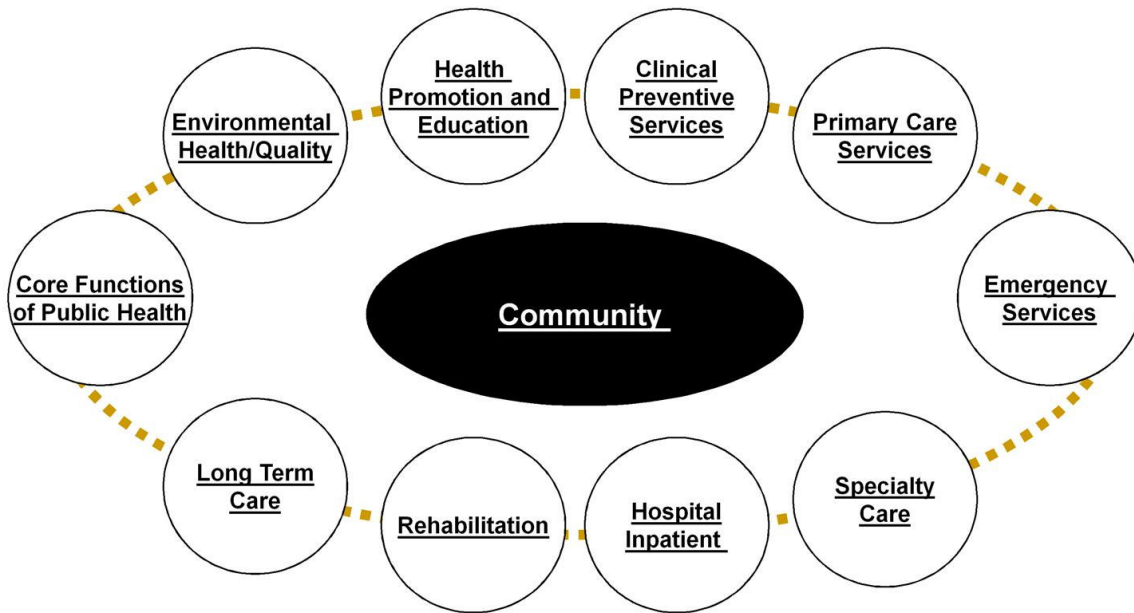 Health
Promotion and
Education
Clinical
Preventive
Services
Environmental
Health/Quality
Primary Care
Services
Core Functions
of Public Health
Community
Emergency
Services
Long Term
Care
Rehabilitation
Hospital
Inpatient
Specialty
Care